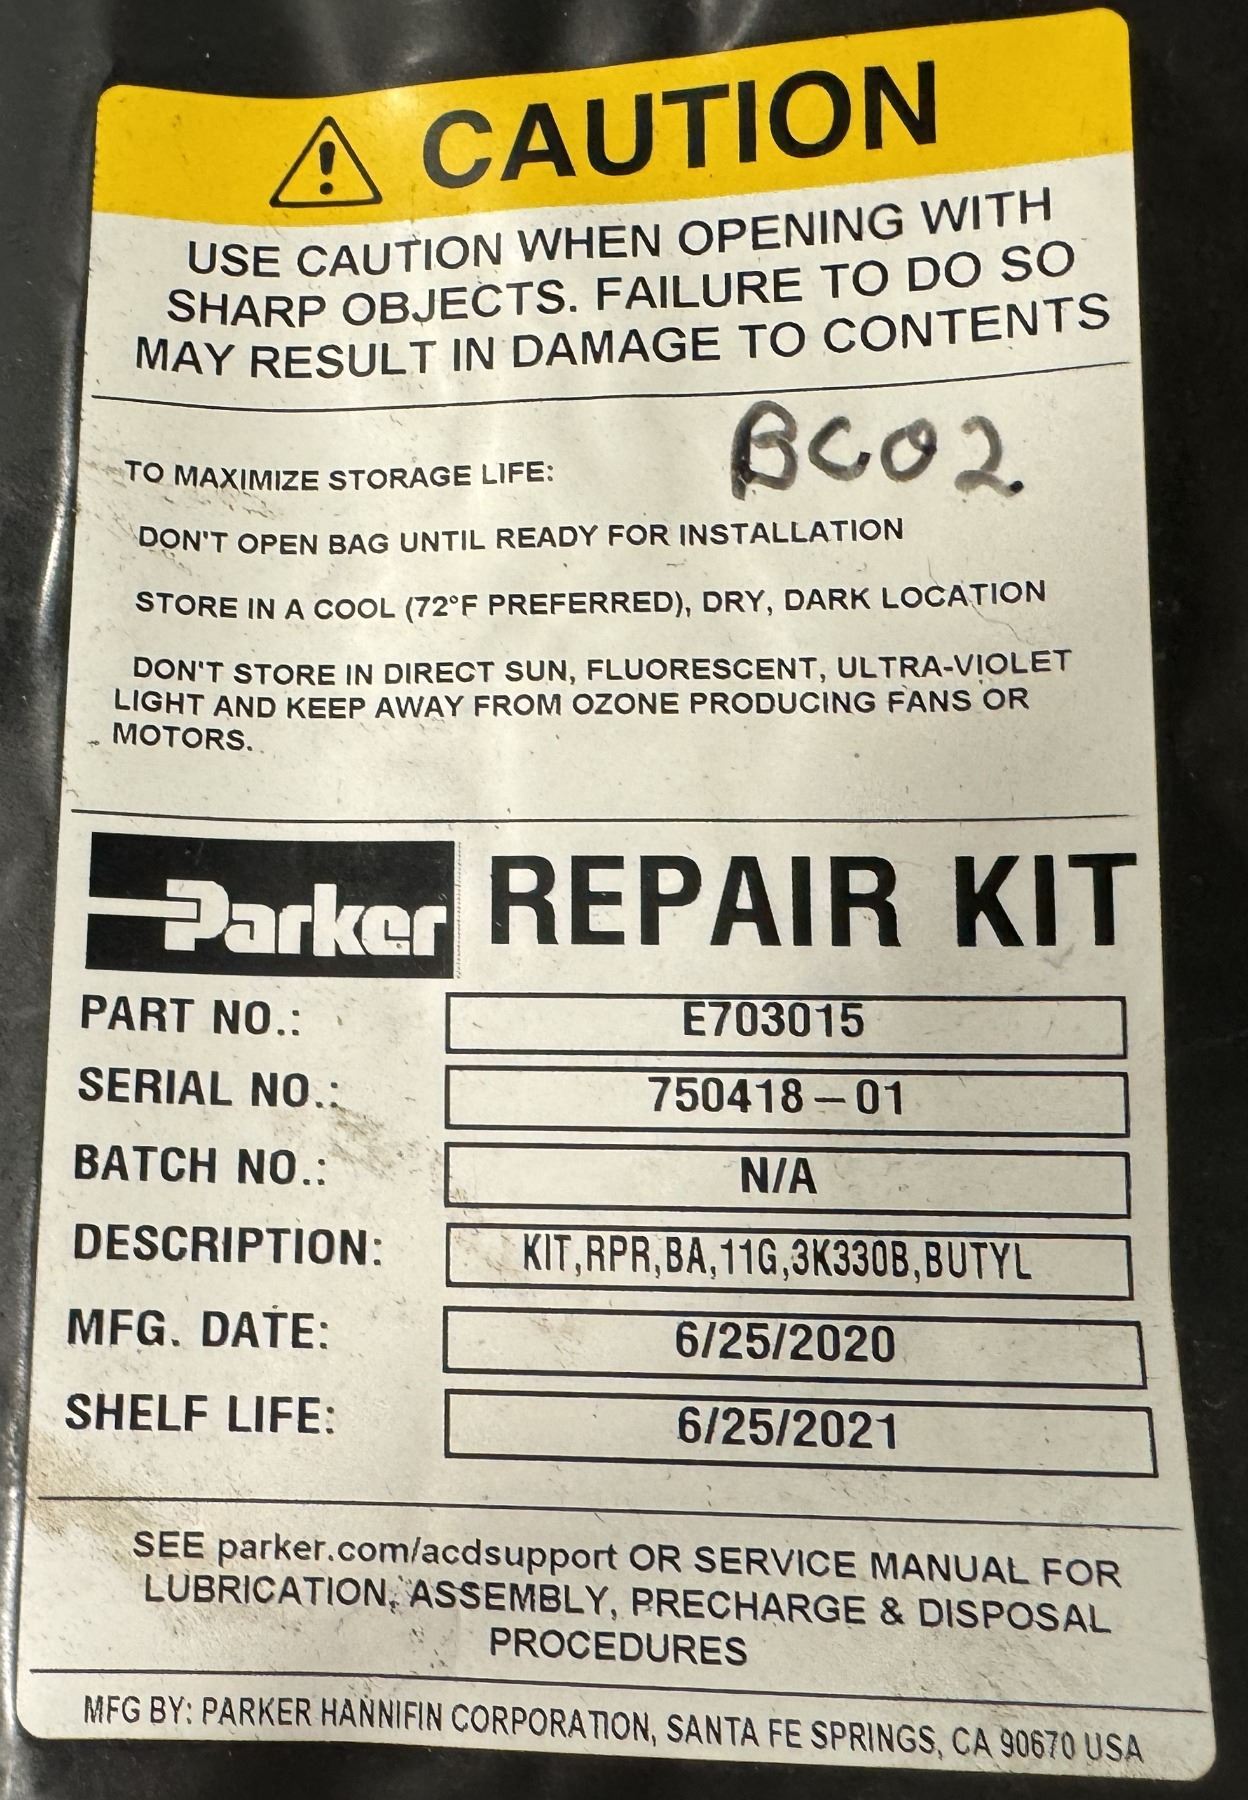 CAUTION
USE CAUTION WHEN OPENING WITH
SHARP OBJECTS. FAILURE TO DO SO
MAY RESULT IN DAMAGE TO CONTENTS
BC02
TO MAXIMIZE STORAGE LIFE:
DON'T OPEN BAG UNTIL READY FOR INSTALLATION
STORE IN A COOL (72°F PREFERRED), DRY, DARK LOCATION
DON'T STORE IN DIRECT SUN, FLUORESCENT, ULTRA-VIOLET
LIGHT AND KEEP AWAY FROM OZONE PRODUCING FANS OR
MOTORS.
Parker REPAIR KIT
PART NO.: E703015
SERIAL NO.: 750418-01
BATCH NO.: N/A
DESCRIPTION: KIT,RPR,BA,11G,3K330B,BUTYL
MFG. DATE: 6/25/2020
SHELF LIFE: 6/25/2021
SEE parker.com/acdsupport OR SERVICE MANUAL FOR
LUBRICATION, ASSEMBLY, PRECHARGE & DISPOSAL
PROCEDURES
MFG BY: PARKER HANNIFIN CORPORATION, SANTA FE SPRINGS, CA 90670 USA